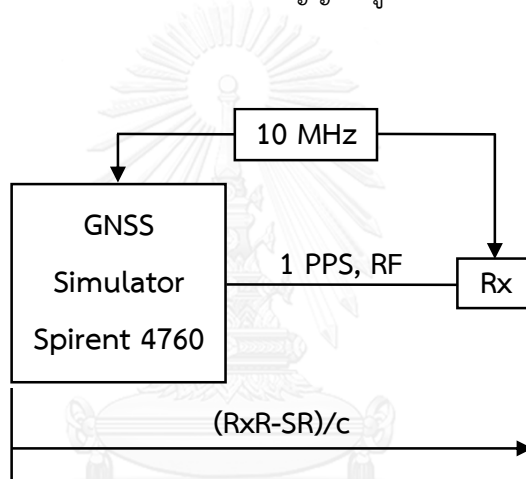 10 MHz
GNSS
Simulator
Spirent 4760
1 PPS, RF
Rx
(RxR-SR)/c